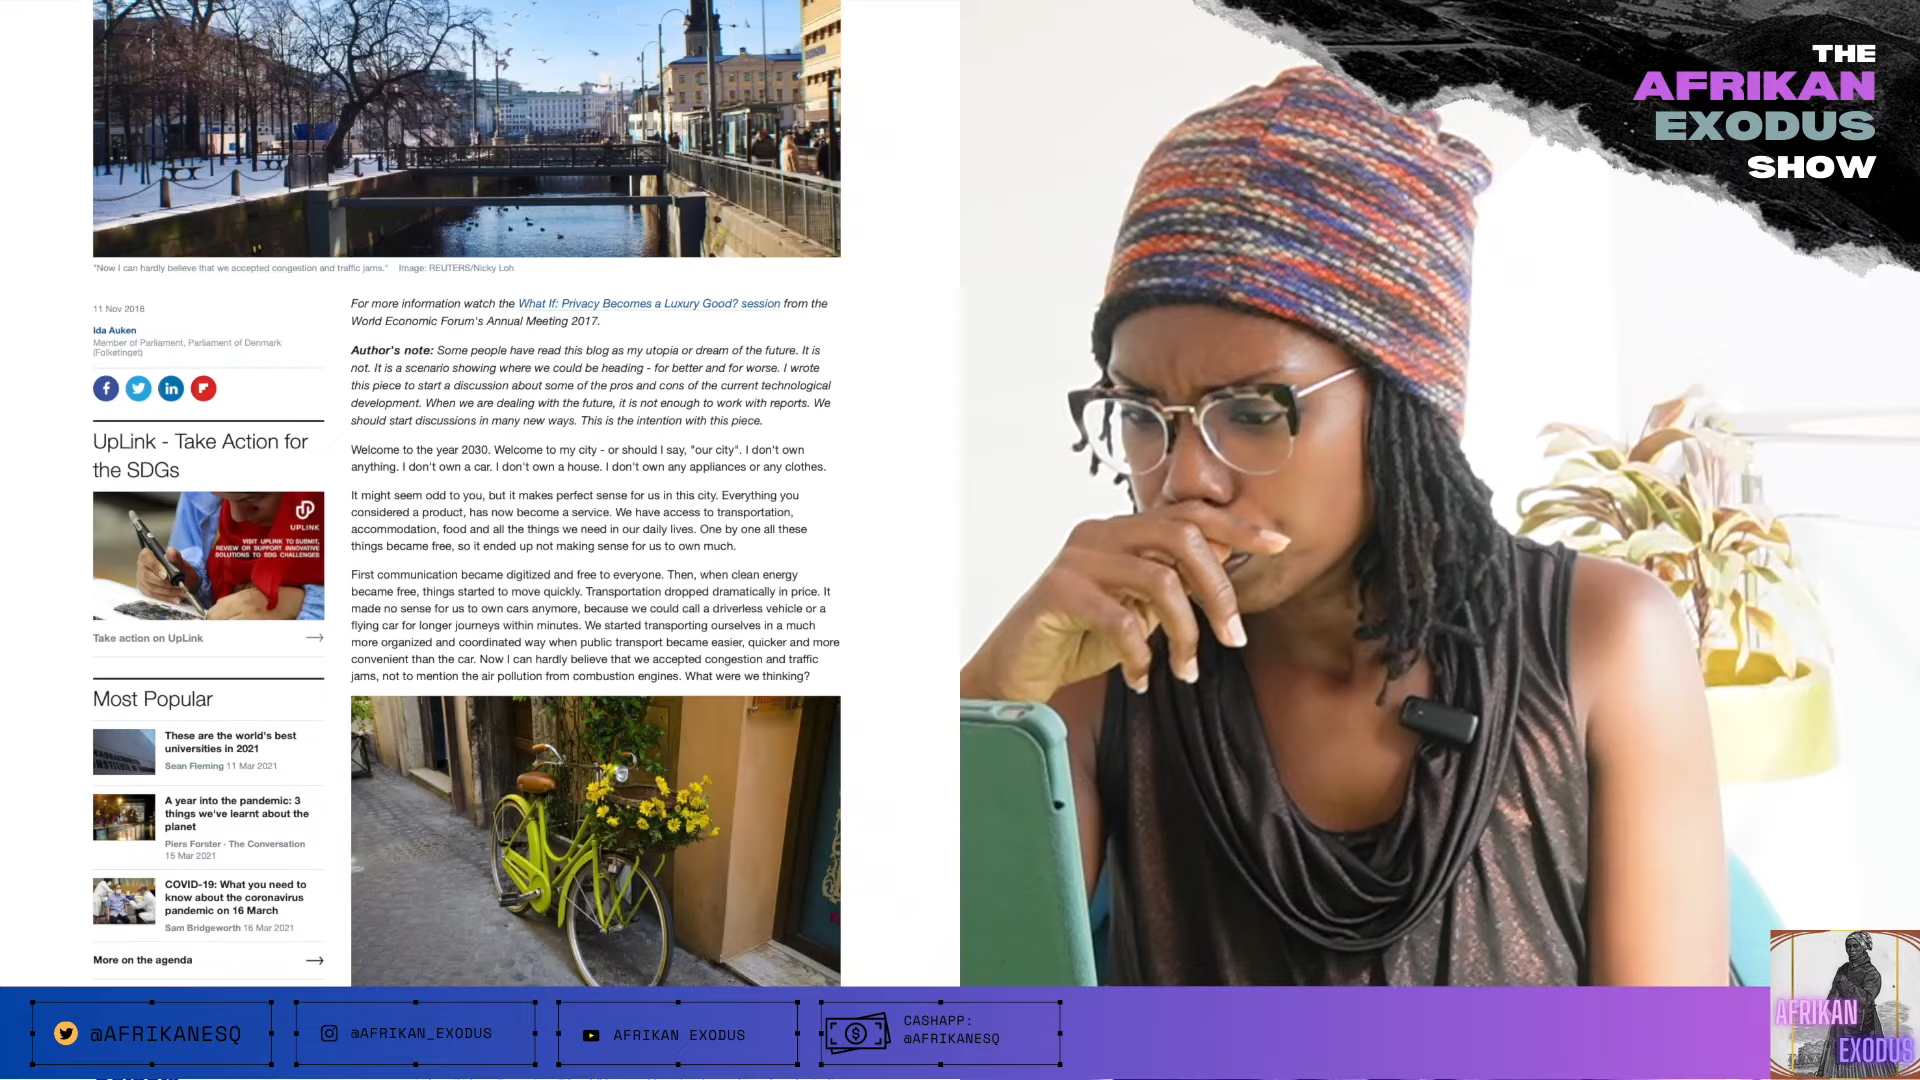 THE
AFRIKAN
EXODUS
SHOW
"Now I can hardly believe that we accepted congestion and traffic jams." Image: REUTERS/Nicky Loh
11 Nov 2016
Ida Auken
Member of Parliament, Parliament of Denmark
(Folketinget)
UpLink - Take Action for
the SDGs
UPLINK
VISIT UPLINK TO SUBMIT,
REVIEW OR SUPPORT INNOVATIVE
SOLUTIONS TO SDG CHALLENGES
Take action on UpLink
Most Popular
These are the world's best
universities in 2021
Sean Fleming 11 Mar 2021
A year into the pandemic: 3
things we've learnt about the
planet
Piers Forster · The Conversation
15 Mar 2021
COVID-19: What you need to
know about the coronavirus
pandemic on 16 March
Sam Bridgeworth 16 Mar 2021
More on the agenda
For more information watch the What If: Privacy Becomes a Luxury Good? session from the
World Economic Forum's Annual Meeting 2017.
Author's note: Some people have read this blog as my utopia or dream of the future. It is
not. It is a scenario showing where we could be heading - for better and for worse. I wrote
this piece to start a discussion about some of the pros and cons of the current technological
development. When we are dealing with the future, it is not enough to work with reports. We
should start discussions in many new ways. This is the intention with this piece.
Welcome to the year 2030. Welcome to my city - or should I say, "our city". I don't own
anything. I don't own a car. I don't own a house. I don't own any appliances or any clothes.
It might seem odd to you, but it makes perfect sense for us in this city. Everything you
considered a product, has now become a service. We have access to transportation,
accommodation, food and all the things we need in our daily lives. One by one all these
things became free, so it ended up not making sense for us to own much.
First communication became digitized and free to everyone. Then, when clean energy
became free, things started to move quickly. Transportation dropped dramatically in price. It
made no sense for us to own cars anymore, because we could call a driverless vehicle or a
flying car for longer journeys within minutes. We started transporting ourselves in a much
more organized and coordinated way when public transport became easier, quicker and more
convenient than the car. Now I can hardly believe that we accepted congestion and traffic
jams, not to mention the air pollution from combustion engines. What were we thinking?
@AFRIKANESQ
@AFRIKAN_EXODUS
AFRIKAN EXODUS
CASHAPP:
@AFRIKANESQ
AFRIKAN
EXODUS